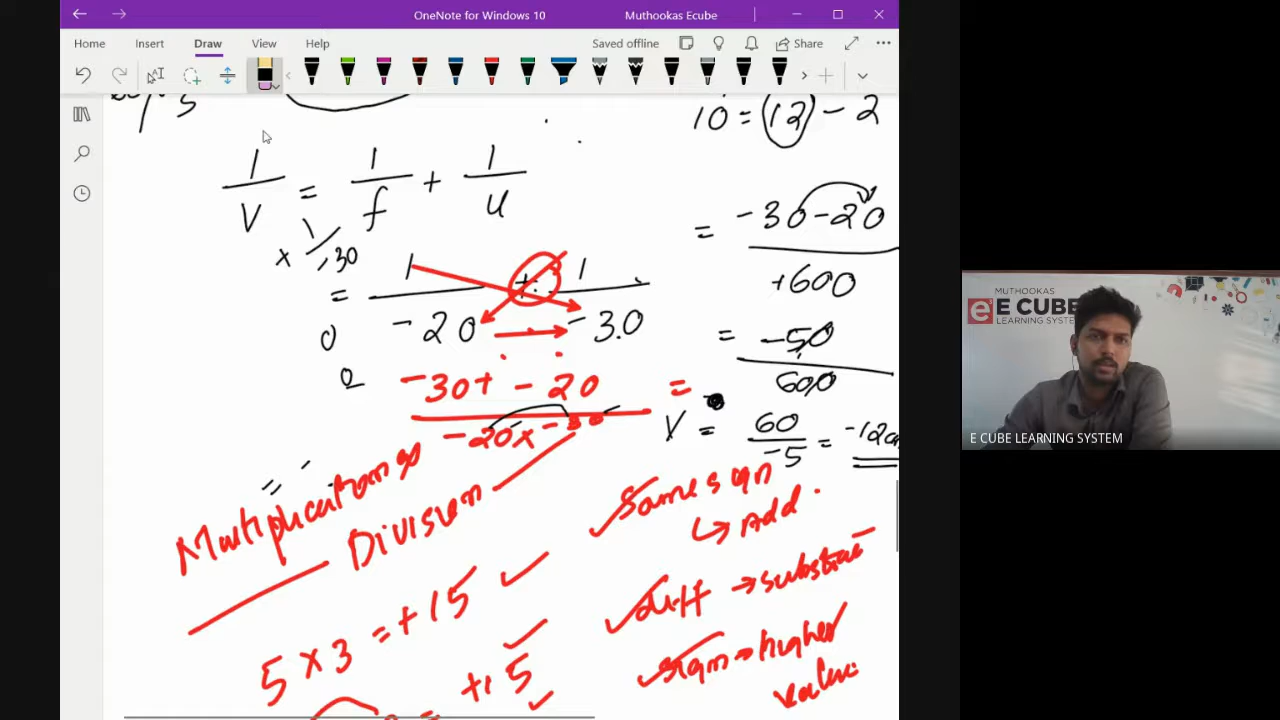 OneNote for Windows 10
Muthookas Ecube
Home Insert Draw View Help
Saved offline
Share
10 = (12) - 2
1/V = 1/f + 1/u
x 1/-30
= 1/-20 + 1/-30
-30 + -20 / -20 x -30
=
= -30 - 20 / +600
= -50 / 600
V = 60 / -5 = -12cm
Multiplication &
Division
5 x 3 = +15
+15
Same sign
↳ Add
diff → substract
sign → higher
value
MUTHOOKAS
e E CUBE
LEARNING SYSTEM
E CUBE LEARNING SYSTEM